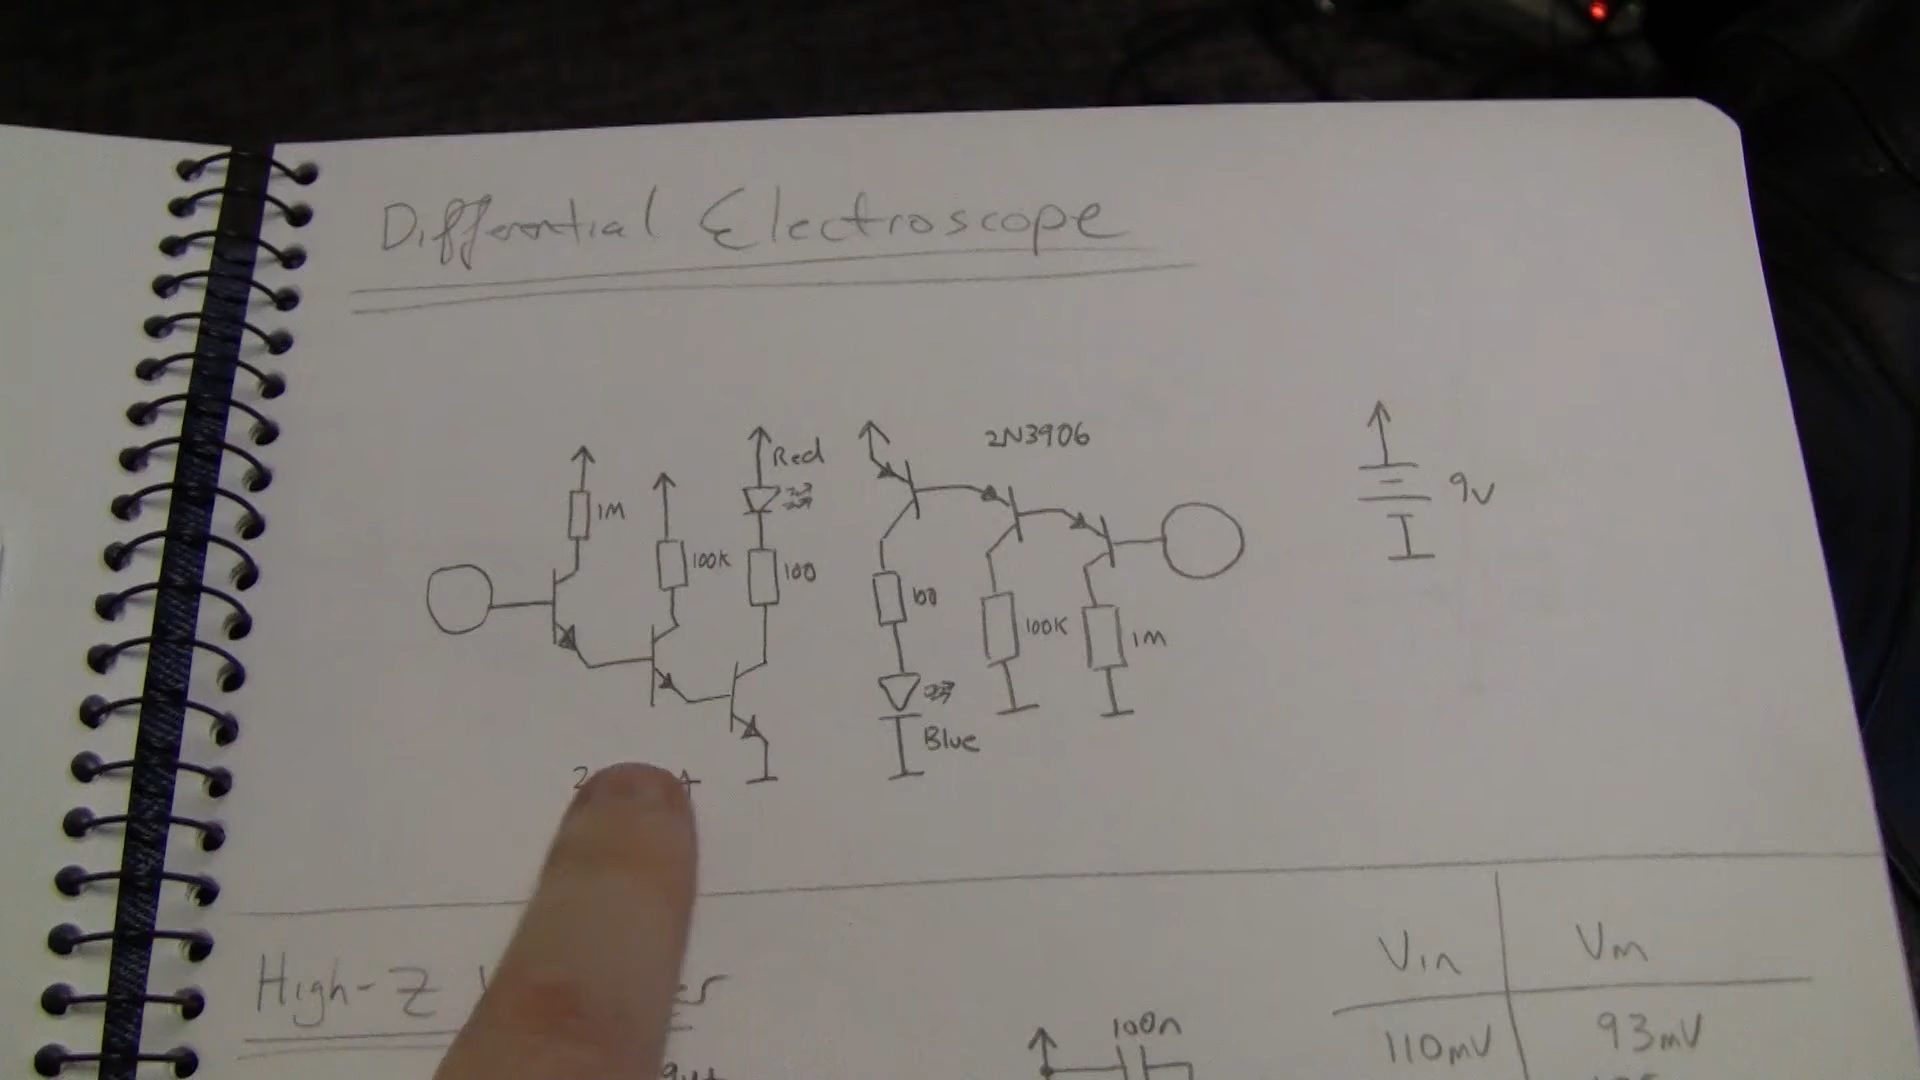 Differential Electroscope
2N3906
Red
1M
100K
100
100
100K
1M
Blue
9V
High-Z
Vin Vm
110mV 93mV
100n